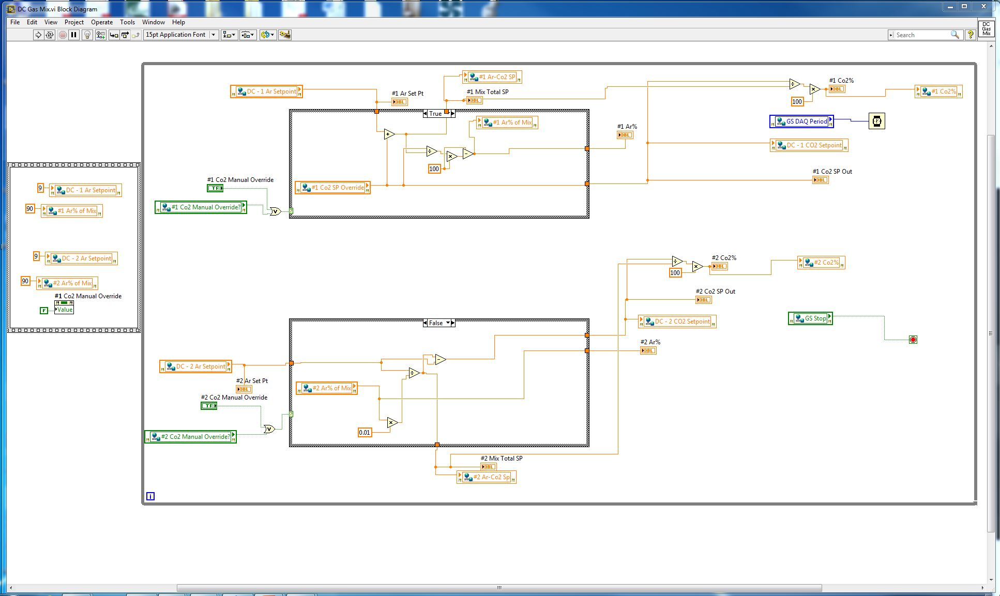 DC Gas Mix.vi Block Diagram
File Edit View Project Operate Tools Window Help
15pt Application Font
Search
DC
Gas
Mix
9
DC - 1 Ar Setpoint
90
#1 Ar% of Mix
9
DC - 2 Ar Setpoint
90
#2 Ar% of Mix
#1 Co2 Manual Override
F
Value
DC - 1 Ar Setpoint
#1 Ar Set Pt
DBL
#1 Ar-Co2 SP
#1 Mix Total SP
DBL
True
#1 Ar% of Mix
100
#1 Co2 SP Override
#1 Co2 Manual Override
TF
#1 Co2 Manual Override?
#1 Ar%
DBL
#1 Co2%
DBL
100
#1 Co2%
GS DAQ Period
DC - 1 CO2 Setpoint
#1 Co2 SP Out
DBL
#2 Co2%
DBL
100
#2 Co2%
#2 Co2 SP Out
DBL
DC - 2 CO2 Setpoint
#2 Ar%
DBL
GS Stop
False
DC - 2 Ar Setpoint
#2 Ar Set Pt
DBL
#2 Ar% of Mix
0.01
#2 Co2 Manual Override
TF
#2 Co2 Manual Override?
#2 Mix Total SP
DBL
#2 Ar-Co2 Sp
i